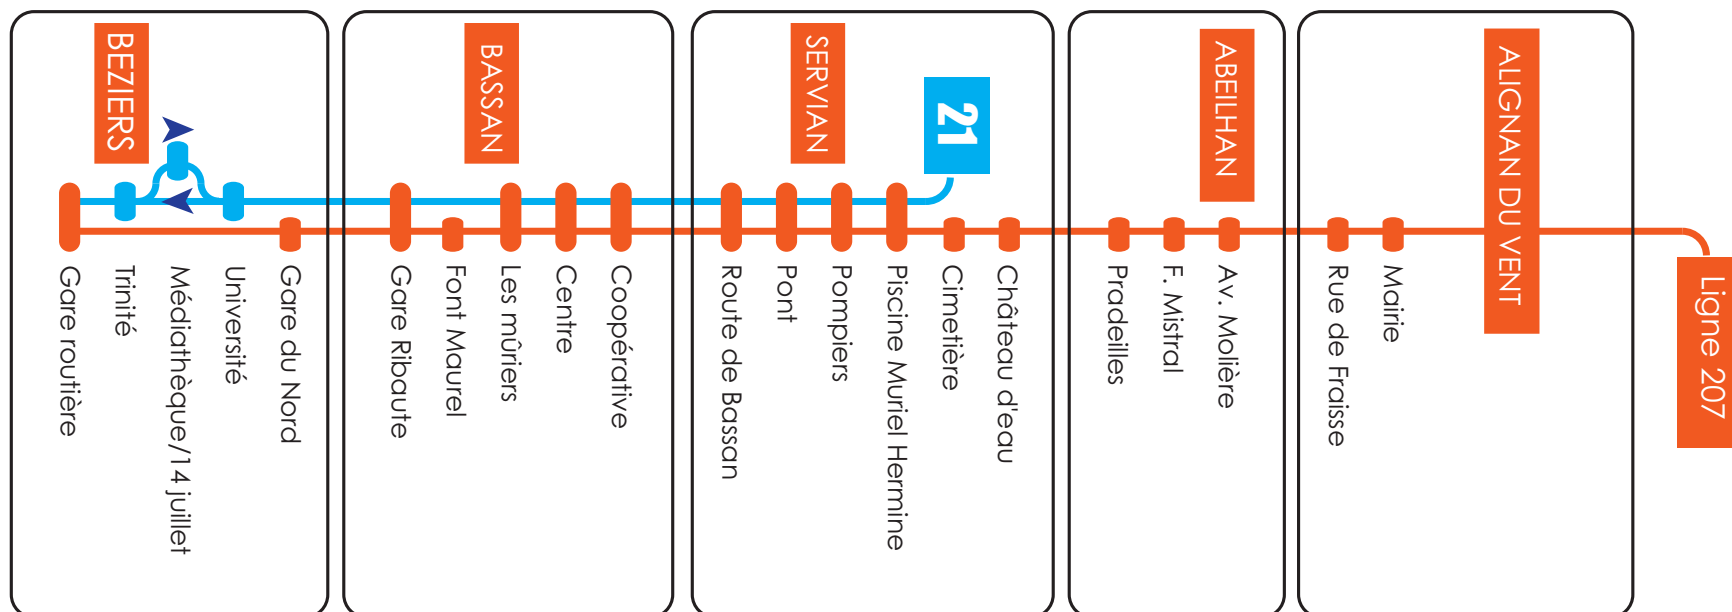 BEZIERS
Gare routière
Trinité
Médiathèque/14 juillet
Université
Gare du Nord
BASSAN
Gare Ribaute
Font Maurel
Les mûriers
Centre
Coopérative
SERVIAN
21
Route de Bassan
Pont
Pompiers
Piscine Muriel Hermine
Cimetière
Château d'eau
ABEILHAN
Pradeilles
F. Mistral
Av. Molière
ALIGNAN DU VENT
Rue de Fraisse
Mairie
Ligne 207